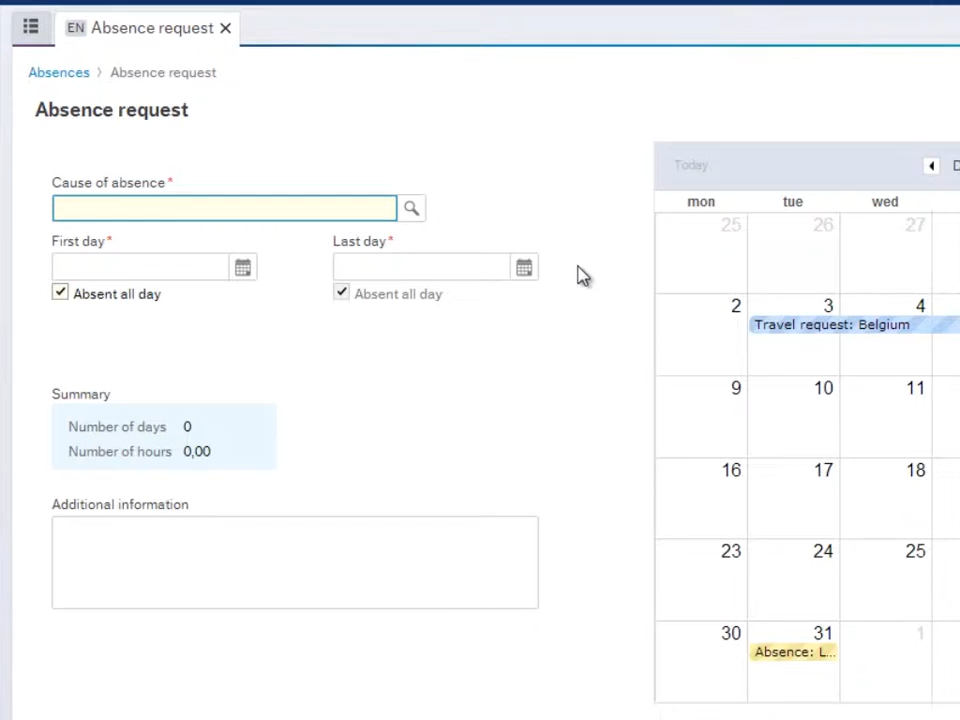 EN Absence request
Absences 〉 Absence request
Absence request
Cause of absence*
First day* Last day*
Absent all day Absent all day
Summary
Number of days 0
Number of hours 0,00
Additional information
Today D
mon tue wed
25 26 27
2 3 4
Travel request: Belgium
9 10 11
16 17 18
23 24 25
30 31 1
Absence: L...